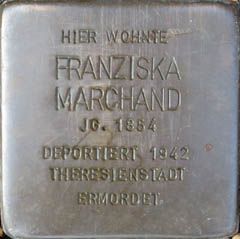 HIER WOHNTE
FRANZISKA
MARCHAND
JG. 1864
DEPORTIERT 1942
THERESIENSTADT
ERMORDET